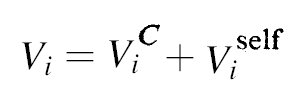 V_i = V_i^C + V_i^self